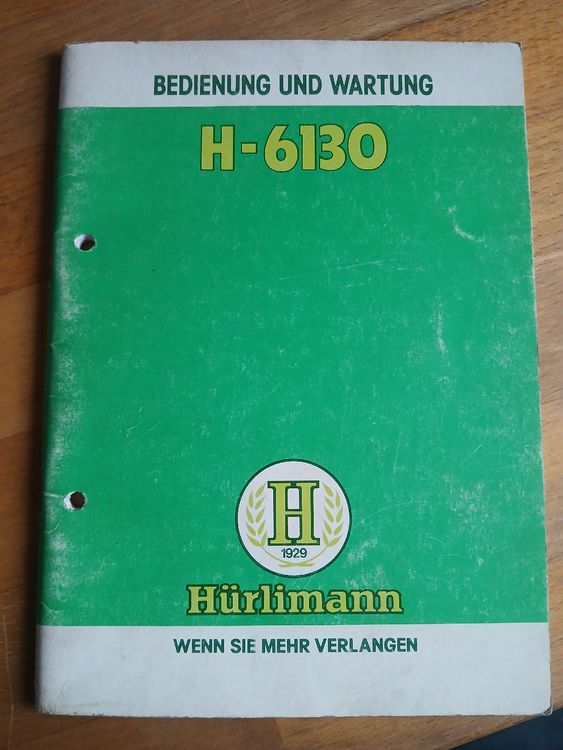 BEDIENUNG UND WARTUNG
H-6130
H
1929
Hürlimann
WENN SIE MEHR VERLANGEN